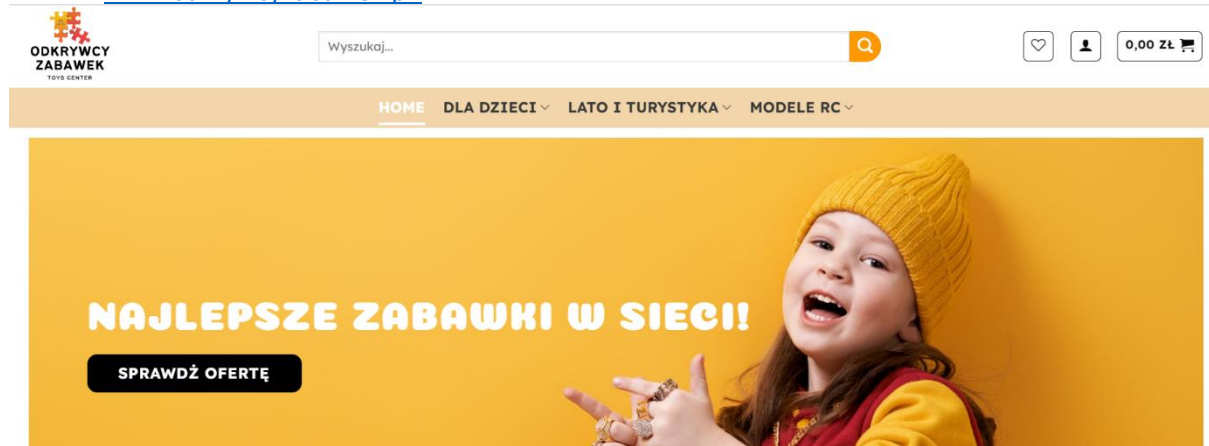 ODKRYWCY
ZABAWEK
TOYS CENTER
Wyszukaj...
0,00 ZŁ
HOME DLA DZIECI LATO I TURYSTYKA MODELE RC
NAJLEPSZE ZABAWKI W SIECI!
SPRAWDŹ OFERTĘ